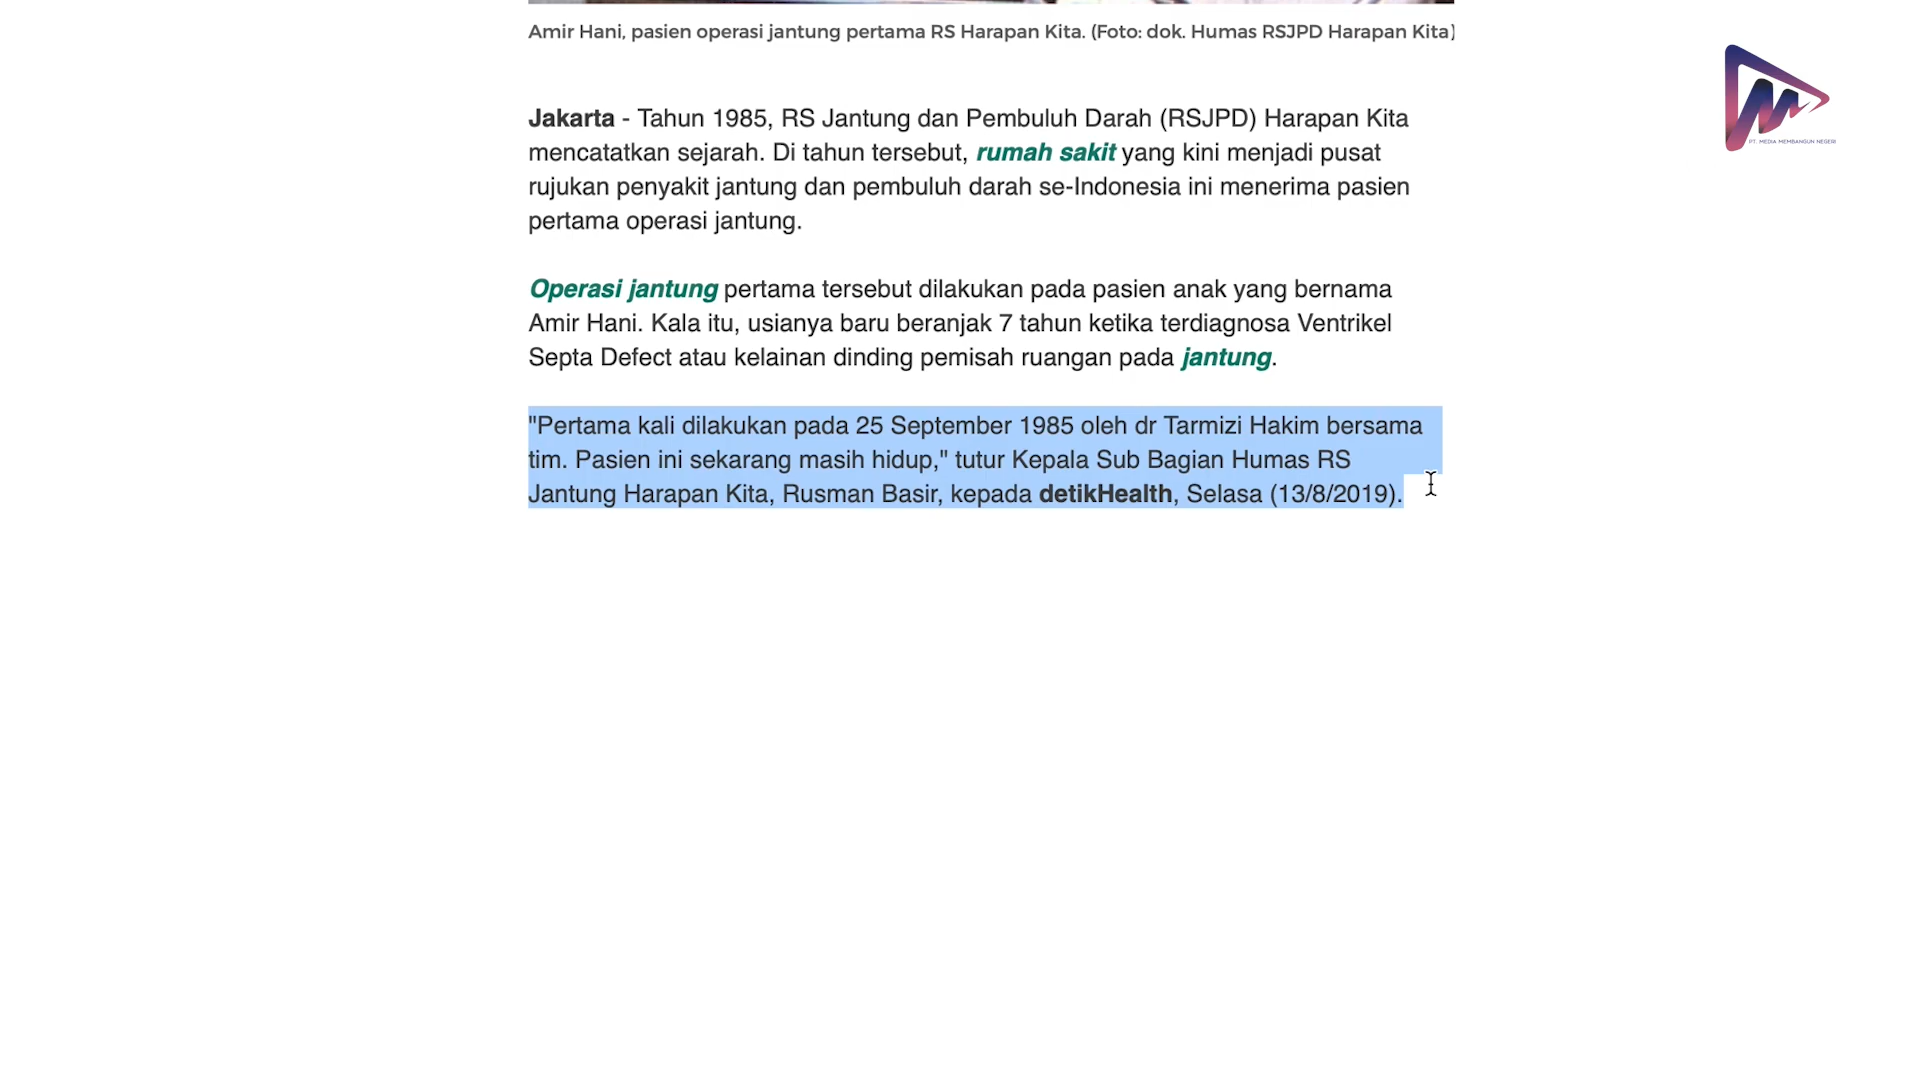 Amir Hani, pasien operasi jantung pertama RS Harapan Kita. (Foto: dok. Humas RSJPD Harapan Kita)
Jakarta - Tahun 1985, RS Jantung dan Pembuluh Darah (RSJPD) Harapan Kita
mencatatkan sejarah. Di tahun tersebut, rumah sakit yang kini menjadi pusat
rujukan penyakit jantung dan pembuluh darah se-Indonesia ini menerima pasien
pertama operasi jantung.
Operasi jantung pertama tersebut dilakukan pada pasien anak yang bernama
Amir Hani. Kala itu, usianya baru beranjak 7 tahun ketika terdiagnosa Ventrikel
Septa Defect atau kelainan dinding pemisah ruangan pada jantung.
"Pertama kali dilakukan pada 25 September 1985 oleh dr Tarmizi Hakim bersama
tim. Pasien ini sekarang masih hidup," tutur Kepala Sub Bagian Humas RS
Jantung Harapan Kita, Rusman Basir, kepada detikHealth, Selasa (13/8/2019).
PT. MEDIA MEMBANGUN NEGERI